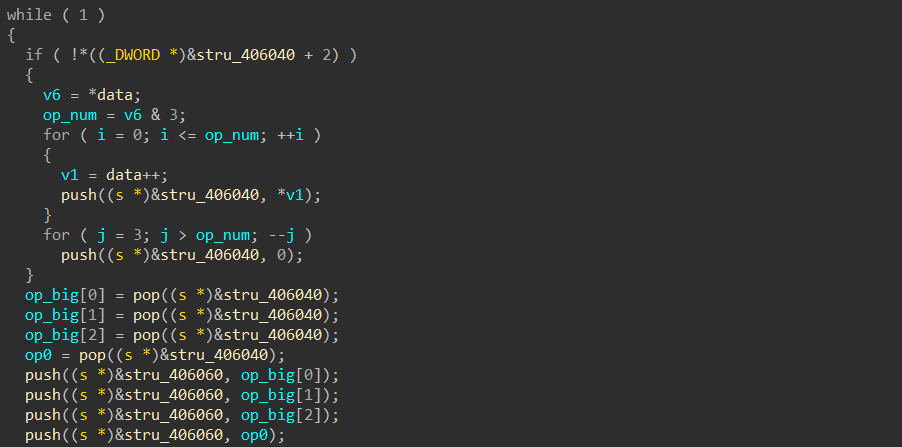 while ( 1 )
{
  if ( !*((_DWORD *)&stru_406040 + 2) )
  {
    v6 = *data;
    op_num = v6 & 3;
    for ( i = 0; i <= op_num; ++i )
    {
      v1 = data++;
      push((s *)&stru_406040, *v1);
    }
    for ( j = 3; j > op_num; --j )
      push((s *)&stru_406040, 0);
  }
  op_big[0] = pop((s *)&stru_406040);
  op_big[1] = pop((s *)&stru_406040);
  op_big[2] = pop((s *)&stru_406040);
  op0 = pop((s *)&stru_406040);
  push((s *)&stru_406060, op_big[0]);
  push((s *)&stru_406060, op_big[1]);
  push((s *)&stru_406060, op_big[2]);
  push((s *)&stru_406060, op0);